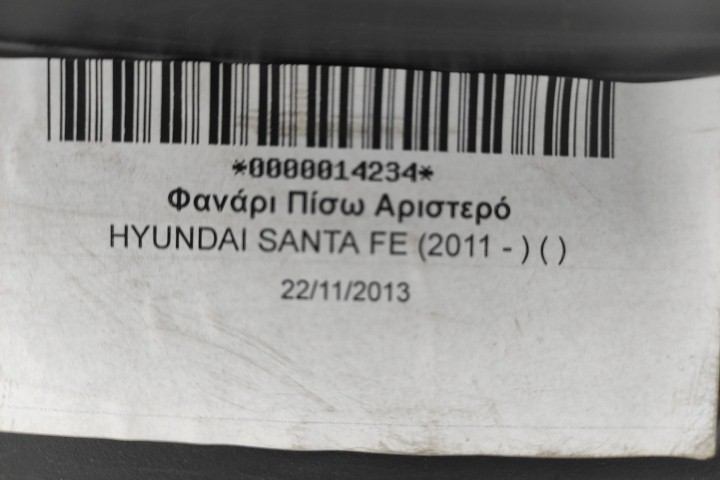 *0000014234*
Φανάρι Πίσω Αριστερό
HYUNDAI SANTA FE (2011 - ) ( )
22/11/2013